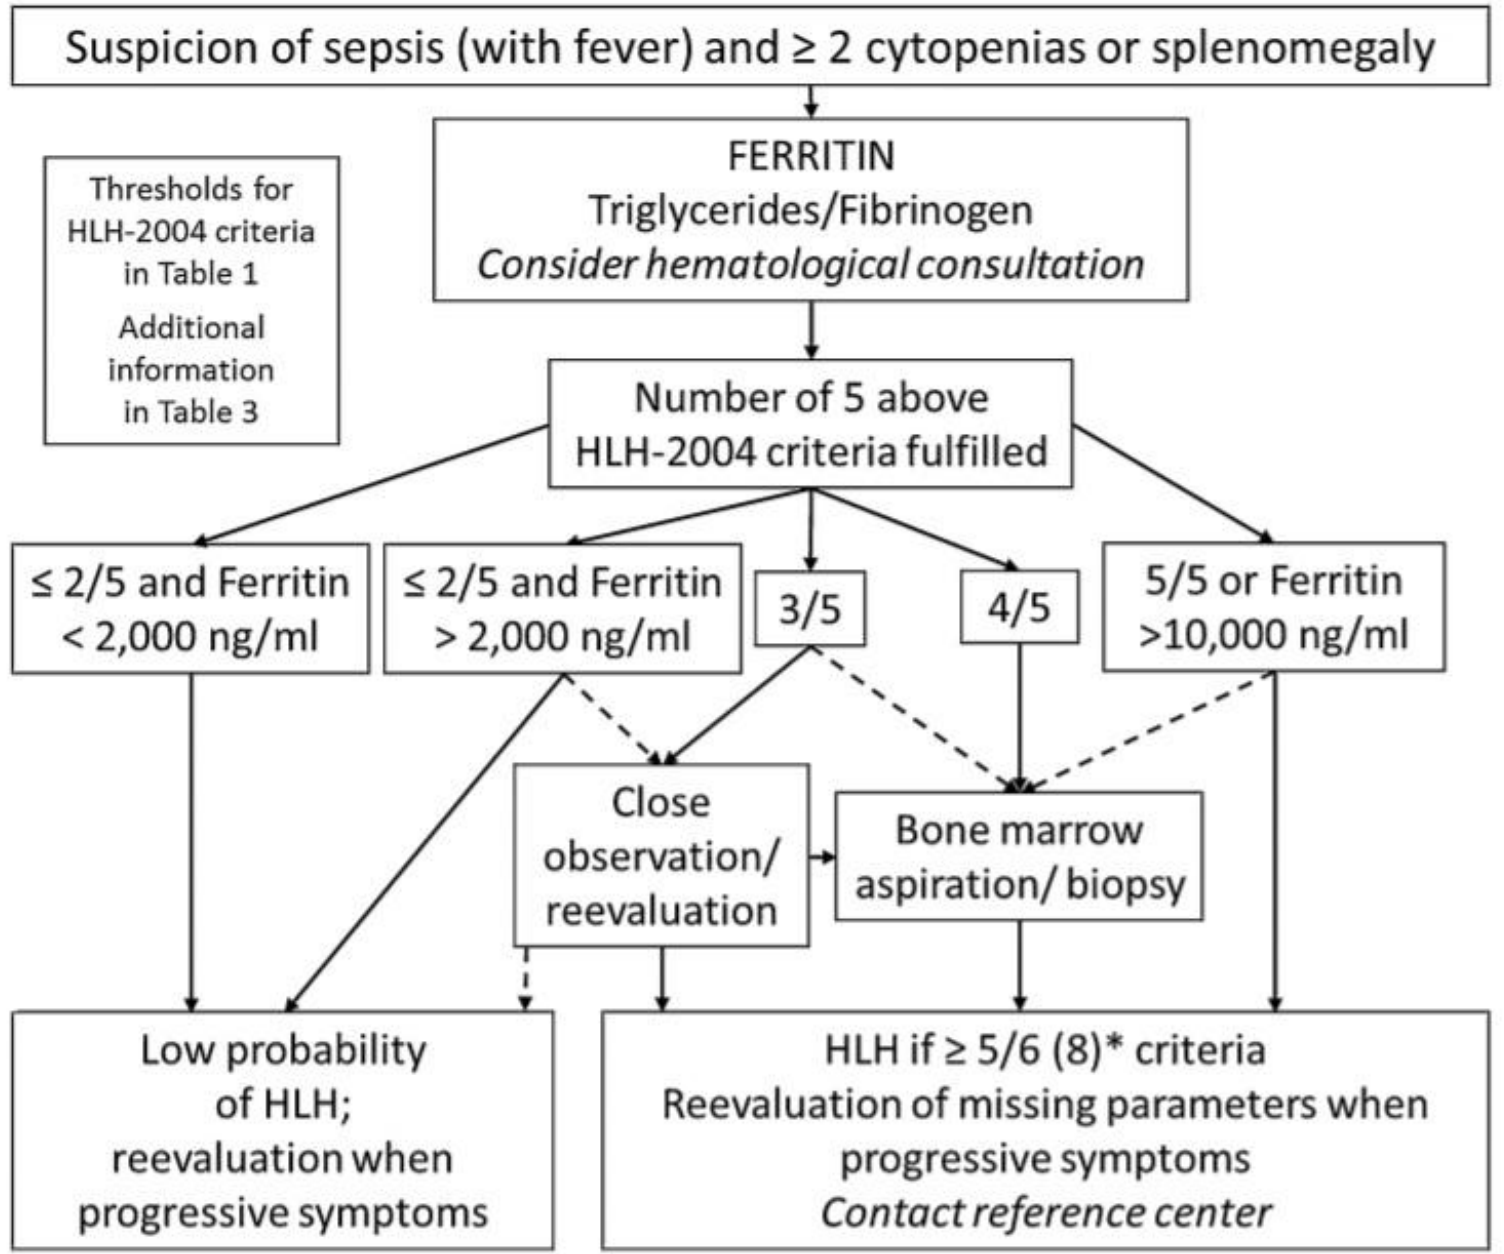 Suspicion of sepsis (with fever) and ≥ 2 cytopenias or splenomegaly
FERRITIN
Triglycerides/Fibrinogen
Consider hematological consultation
Thresholds for
HLH-2004 criteria
in Table 1
Additional
information
in Table 3
Number of 5 above
HLH-2004 criteria fulfilled
≤ 2/5 and Ferritin
< 2,000 ng/ml
≤ 2/5 and Ferritin
> 2,000 ng/ml
3/5
4/5
5/5 or Ferritin
>10,000 ng/ml
Close
observation/
reevaluation
Bone marrow
aspiration/ biopsy
Low probability
of HLH;
reevaluation when
progressive symptoms
HLH if ≥ 5/6 (8)* criteria
Reevaluation of missing parameters when
progressive symptoms
Contact reference center